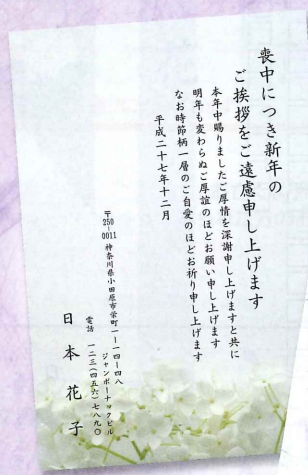 喪中につき新年の
ご挨拶をご遠慮申し上げます
本年中賜りましたご厚情を深謝申し上げますと共に
明年も変わらぬご厚誼のほどお願い申し上げます
なお時節柄一層のご自愛のほどお祈り申し上げます
平成二十七年十二月
〒250-0011 神奈川県小田原市栄町一ー一四ー四八
ジャンボーナックビル
電話 一二三(四五六)七八九〇
日本花子